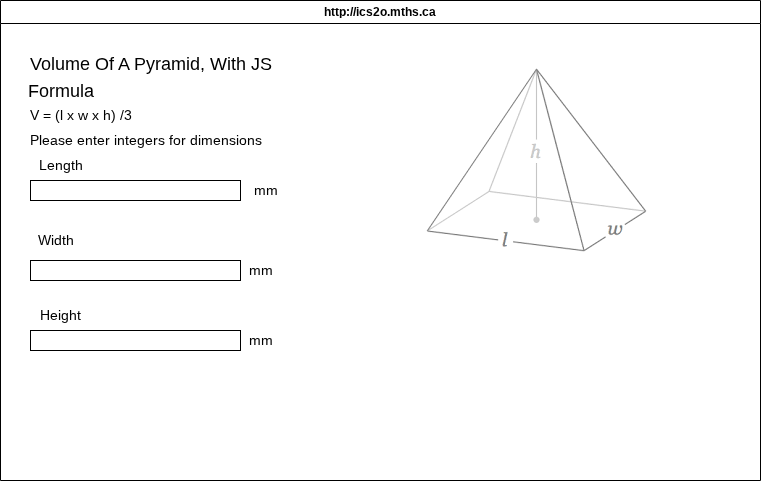 http://ics2o.mths.ca
Volume Of A Pyramid, With JS
Formula
V = (l x w x h) /3
Please enter integers for dimensions
Length
mm
Width
mm
Height
mm
h
l
w